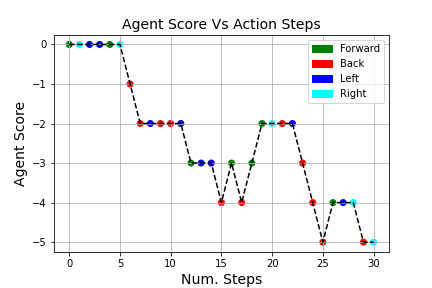 Agent Score Vs Action Steps
Agent Score
0
−1
−2
−3
−4
−5
Forward
Back
Left
Right
0 5 10 15 20 25 30
Num. Steps